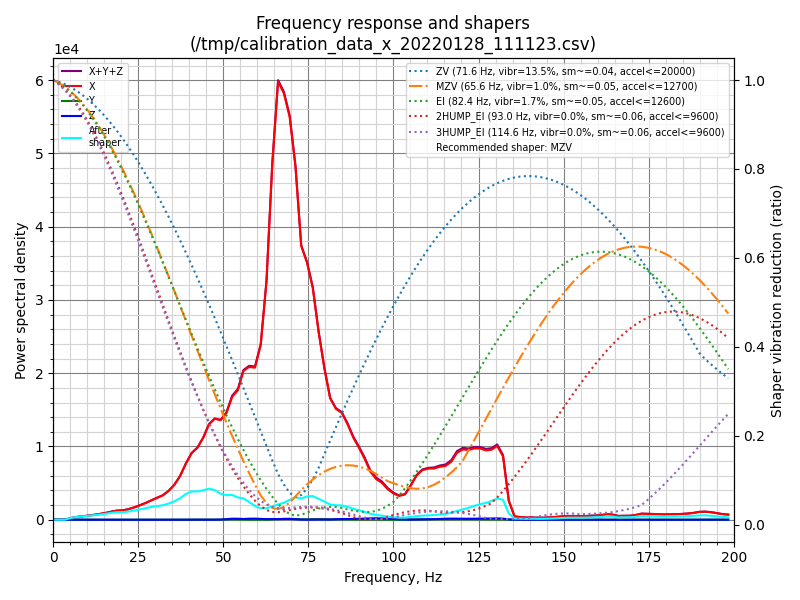 Frequency response and shapers
(/tmp/calibration_data_x_20220128_111123.csv)
1e4
X+Y+Z
X
Y
Z
After
shaper
ZV (71.6 Hz, vibr=13.5%, sm~=0.04, accel<=20000)
MZV (65.6 Hz, vibr=1.0%, sm~=0.05, accel<=12700)
EI (82.4 Hz, vibr=1.7%, sm~=0.05, accel<=12600)
2HUMP_EI (93.0 Hz, vibr=0.0%, sm~=0.06, accel<=9600)
3HUMP_EI (114.6 Hz, vibr=0.0%, sm~=0.06, accel<=9600)
Recommended shaper: MZV
Power spectral density
6
5
4
3
2
1
0
1.0
0.8
0.6
0.4
0.2
0.0
Shaper vibration reduction (ratio)
0 25 50 75 100 125 150 175 200
Frequency, Hz